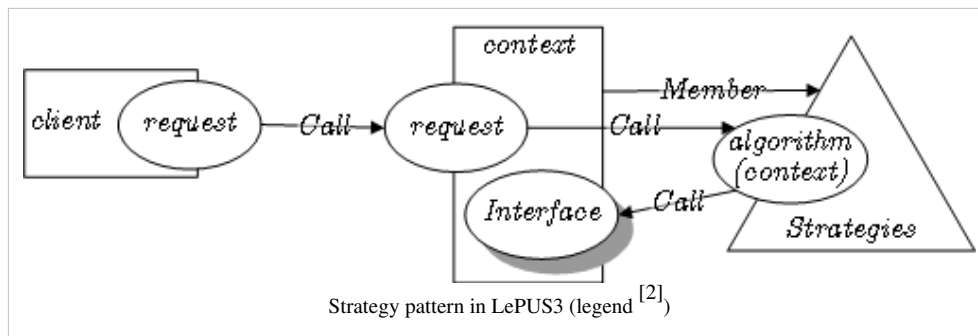 context
client
request
Call
request
Member
Call
algorithm
(context)
Call
Interface
Strategies
Strategy pattern in LePUS3 (legend [2])